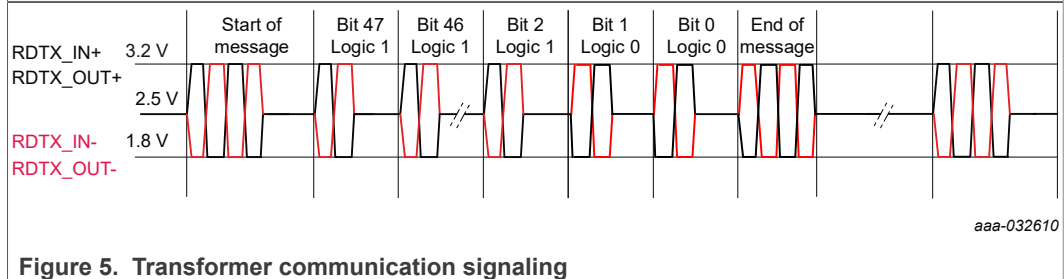 Start of message
Bit 47 Logic 1
Bit 46 Logic 1
Bit 2 Logic 1
Bit 1 Logic 0
Bit 0 Logic 0
End of message
RDTX_IN+ 3.2 V
RDTX_OUT+
2.5 V
RDTX_IN- 1.8 V
RDTX_OUT-
aaa-032610
Figure 5. Transformer communication signaling